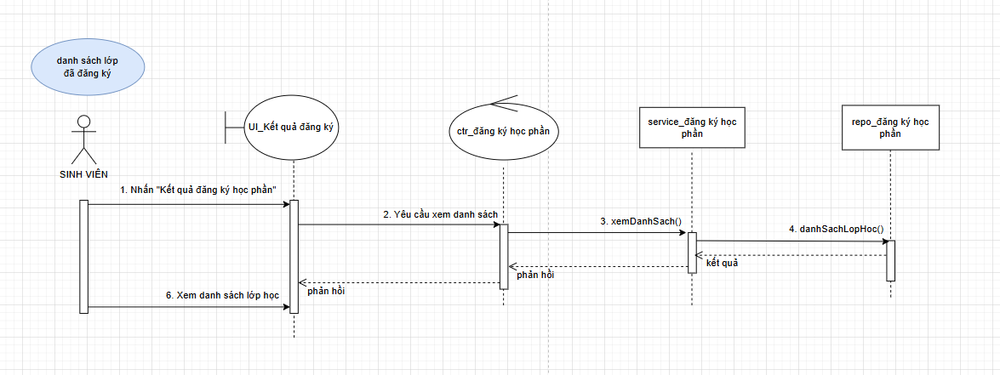 danh sách lớp
đã đăng ký
UI_Kết quả đăng ký
ctr_đăng ký học phần
service_đăng ký học
phần
repo_đăng ký học
phần
SINH VIÊN
1. Nhấn "Kết quả đăng ký học phần"
2. Yêu cầu xem danh sách
3. xemDanhSach()
4. danhSachLopHoc()
kết quả
phản hồi
phản hồi
6. Xem danh sách lớp học